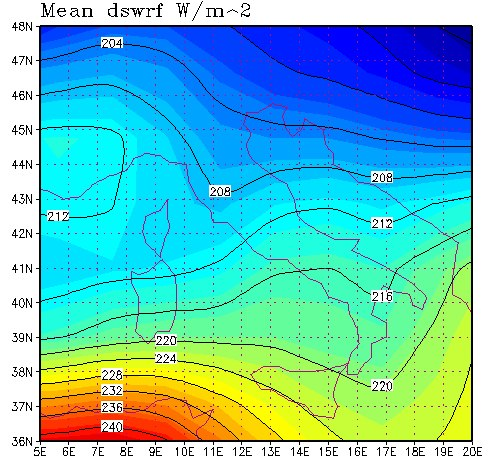 Mean dswrf W/m^2
48N
204
47N
46N
45N
44N
208
208
43N
212
212
42N
41N
216
40N
39N
220
224
38N
228
220
232
37N
236
240
36N
5E 6E 7E 8E 9E 10E 11E 12E 13E 14E 15E 16E 17E 18E 19E 20E